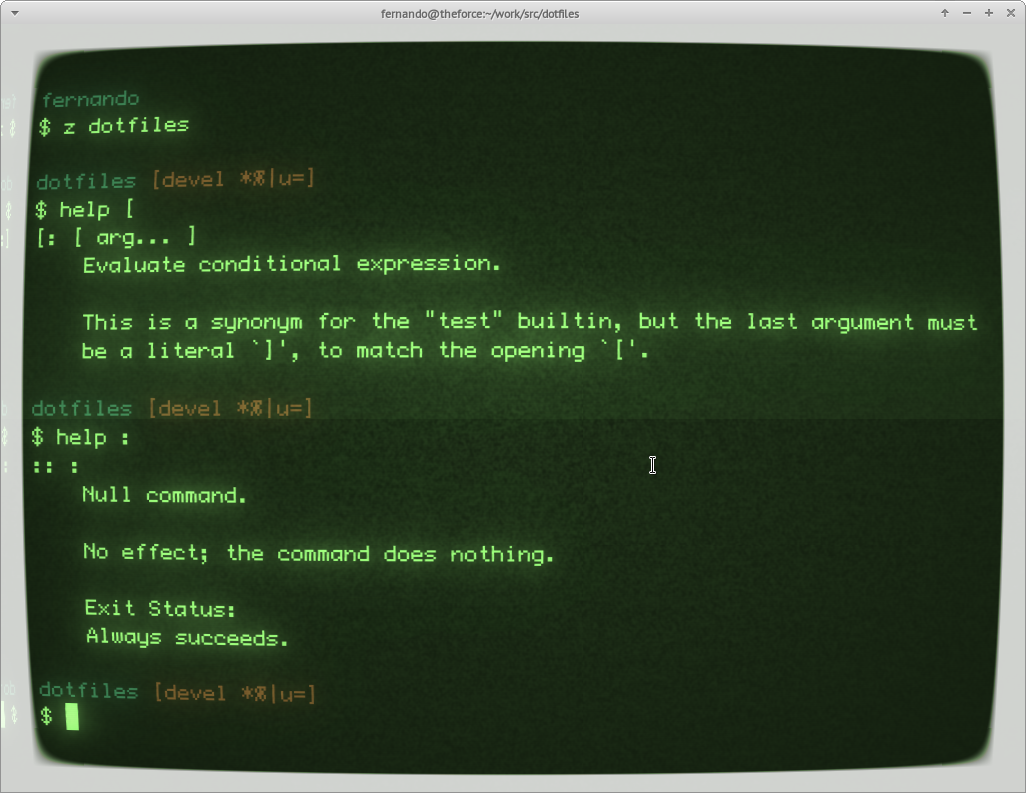 fernando@theforce:~/work/src/dotfiles
fernando
$ z dotfiles
dotfiles [devel *%|u=]
$ help [
[: [ arg... ]
Evaluate conditional expression.
This is a synonym for the "test" builtin, but the last argument must
be a literal `]', to match the opening `['.
dotfiles [devel *%|u=]
$ help :
:: :
Null command.
No effect; the command does nothing.
Exit Status:
Always succeeds.
dotfiles [devel *%|u=]
$